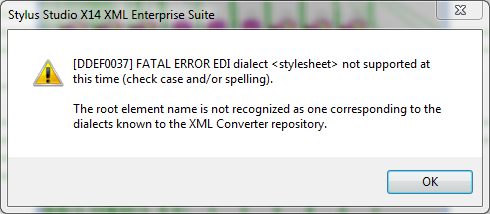 Stylus Studio X14 XML Enterprise Suite
[DDEF0037] FATAL ERROR EDI dialect <stylesheet> not supported at
this time (check case and/or spelling).
The root element name is not recognized as one corresponding to the
dialects known to the XML Converter repository.
OK